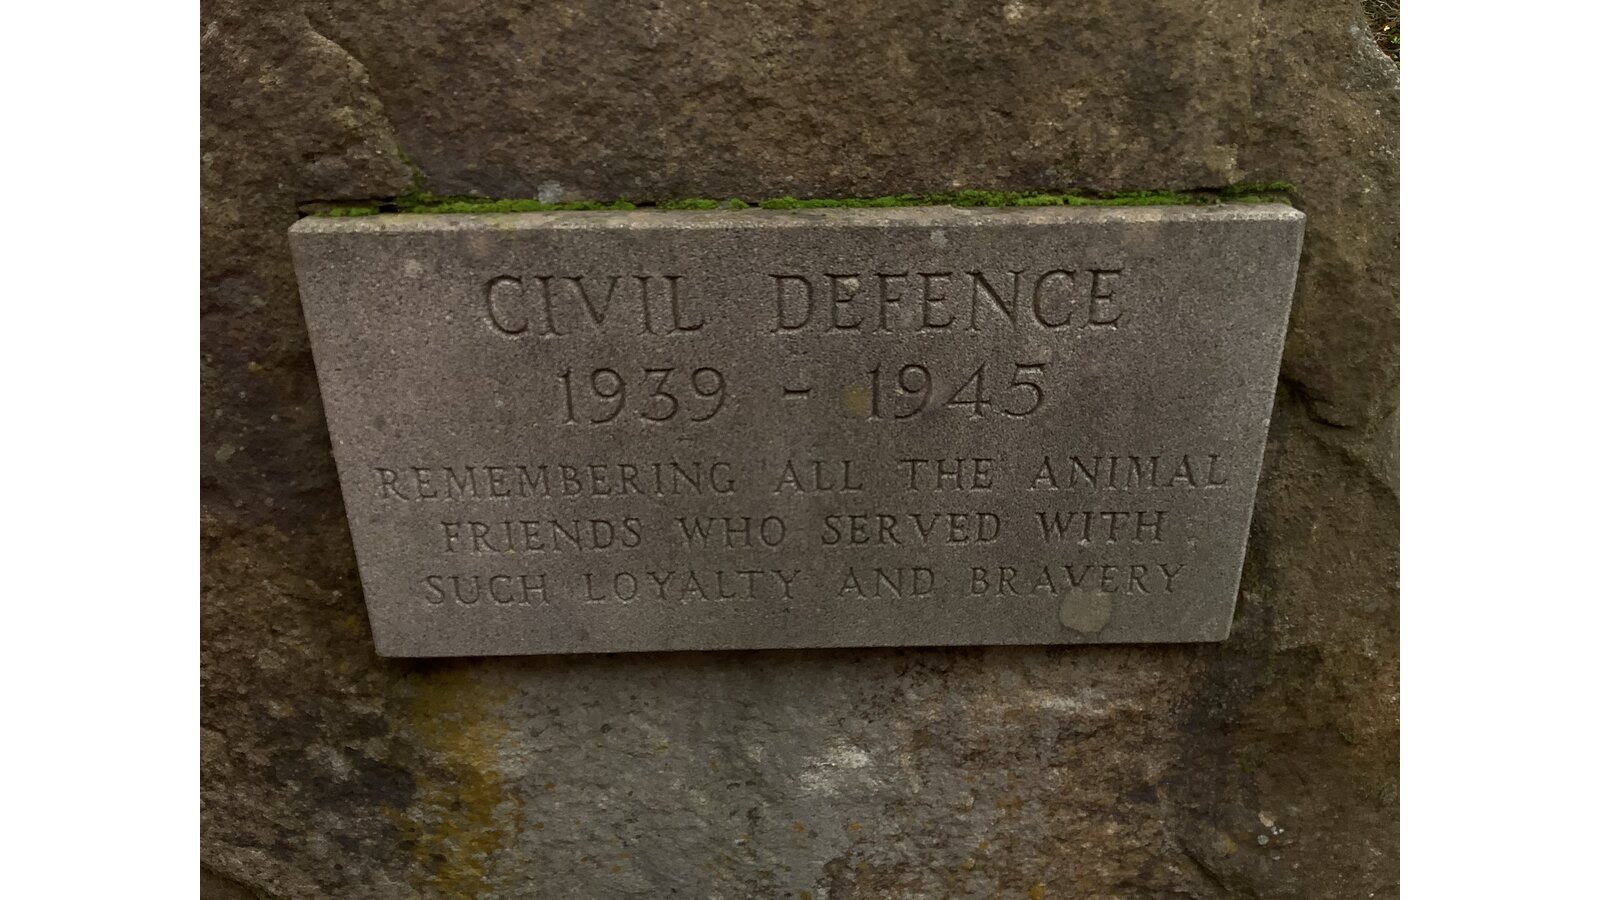 CIVIL DEFENCE
1939 - 1945
REMEMBERING ALL THE ANIMAL
FRIENDS WHO SERVED WITH
SUCH LOYALTY AND BRAVERY